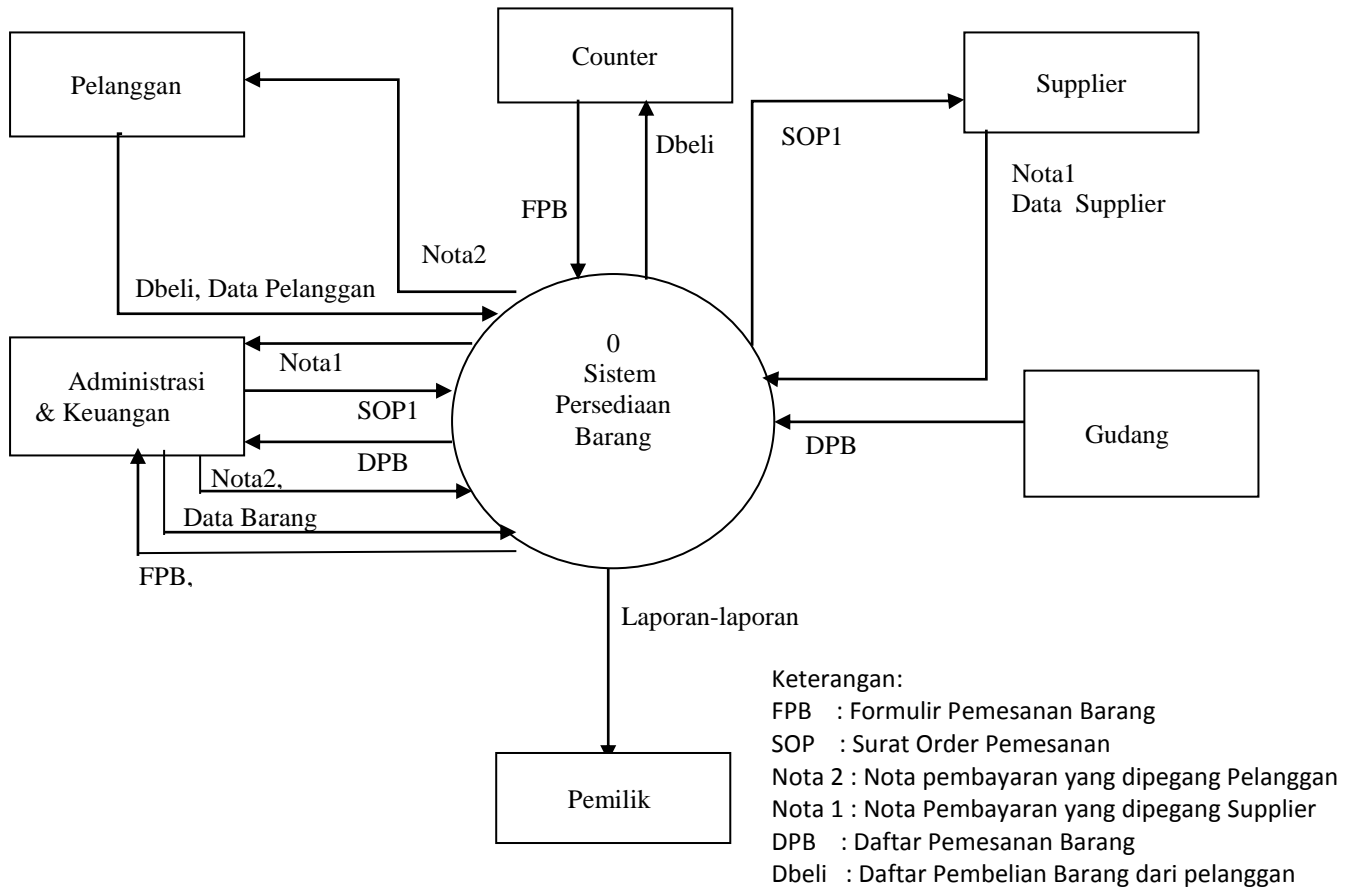 Pelanggan
Counter
Supplier
Dbeli
SOP1
Nota1
Data Supplier
FPB
Nota2
Dbeli, Data Pelanggan
0
Sistem
Persediaan
Barang
Administrasi
& Keuangan
Nota1
SOP1
DPB
Nota2,
Data Barang
FPB,
DPB
Gudang
Laporan-laporan
Pemilik
Keterangan:
FPB : Formulir Pemesanan Barang
SOP : Surat Order Pemesanan
Nota 2 : Nota pembayaran yang dipegang Pelanggan
Nota 1 : Nota Pembayaran yang dipegang Supplier
DPB : Daftar Pemesanan Barang
Dbeli : Daftar Pembelian Barang dari pelanggan